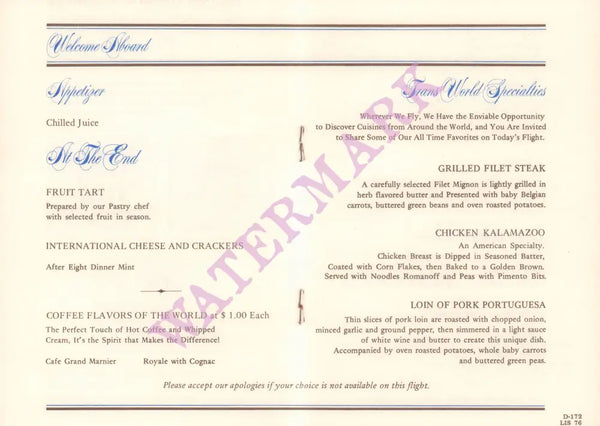 Welcome Aboard
Appetizer
Chilled Juice
At The End
FRUIT TART
Prepared by our Pastry chef
with selected fruit in season.
INTERNATIONAL CHEESE AND CRACKERS
After Eight Dinner Mint
COFFEE FLAVORS OF THE WORLD at $ 1.00 Each
The Perfect Touch of Hot Coffee and Whipped
Cream, It's the Spirit that Makes the Difference!
Cafe Grand Marnier Royale with Cognac
Trans World Specialties
Wherever We Fly, We Have the Enviable Opportunity
to Discover Cuisines from Around the World, and You Are Invited
to Share Some of Our All Time Favorites on Today's Flight.
GRILLED FILET STEAK
A carefully selected Filet Mignon is lightly grilled in
herb flavored butter and Presented with baby Belgian
carrots, buttered green beans and oven roasted potatoes.
CHICKEN KALAMAZOO
An American Specialty.
Chicken Breast is Dipped in Seasoned Batter,
Coated with Corn Flakes, then Baked to a Golden Brown.
Served with Noodles Romanoff and Peas with Pimento Bits.
LOIN OF PORK PORTUGUESA
Thin slices of pork loin are roasted with chopped onion,
minced garlic and ground pepper, then simmered in a light sauce
of white wine and butter to create this unique dish.
Accompanied by oven roasted potatoes, whole baby carrots
and buttered green peas.
Please accept our apologies if your choice is not available on this flight.
D-172
LIS 76
WATERMARK